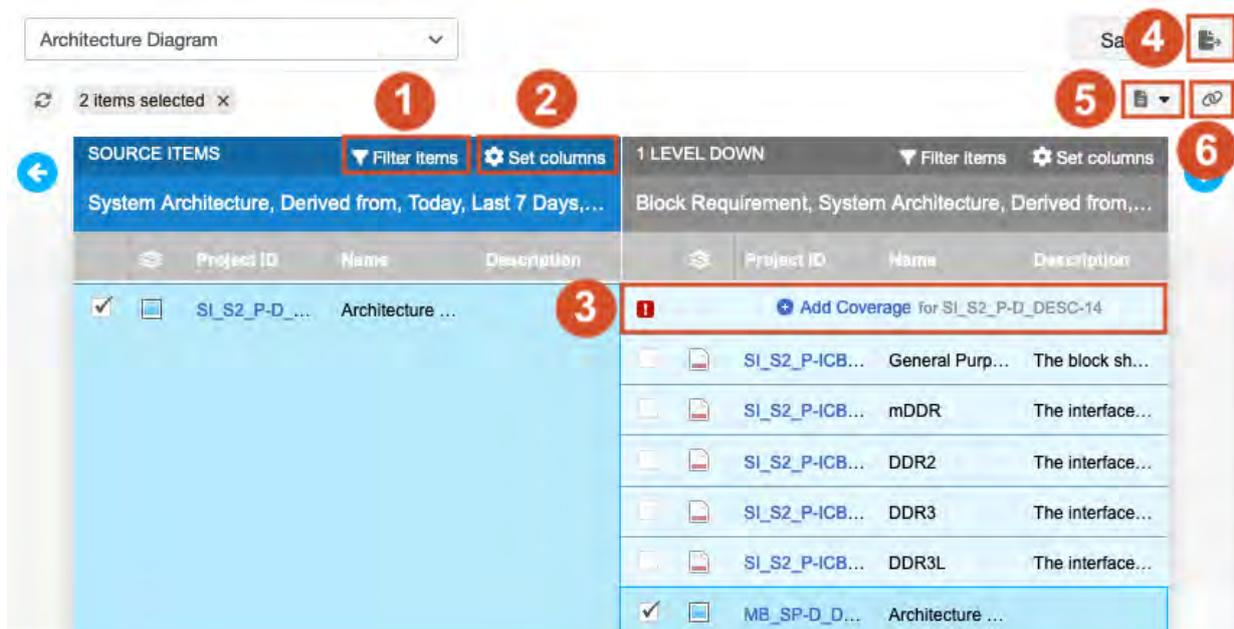 Architecture Diagram
Sa 4
2 items selected × 1 2 5
SOURCE ITEMS Filter items Set columns 1 LEVEL DOWN Filter items Set columns 6
System Architecture, Derived from, Today, Last 7 Days,... Block Requirement, System Architecture, Derived from,...
Project ID Name Description Project ID Name Description
SI_S2_P-D_... Architecture ... 3 Add Coverage for SI_S2_P-D_DESC-14
SI_S2_P-ICB... General Purp... The block sh...
SI_S2_P-ICB... mDDR The interface...
SI_S2_P-ICB... DDR2 The interface...
SI_S2_P-ICB... DDR3 The interface...
SI_S2_P-ICB... DDR3L The interface...
MB_SP-D_D... Architecture ...